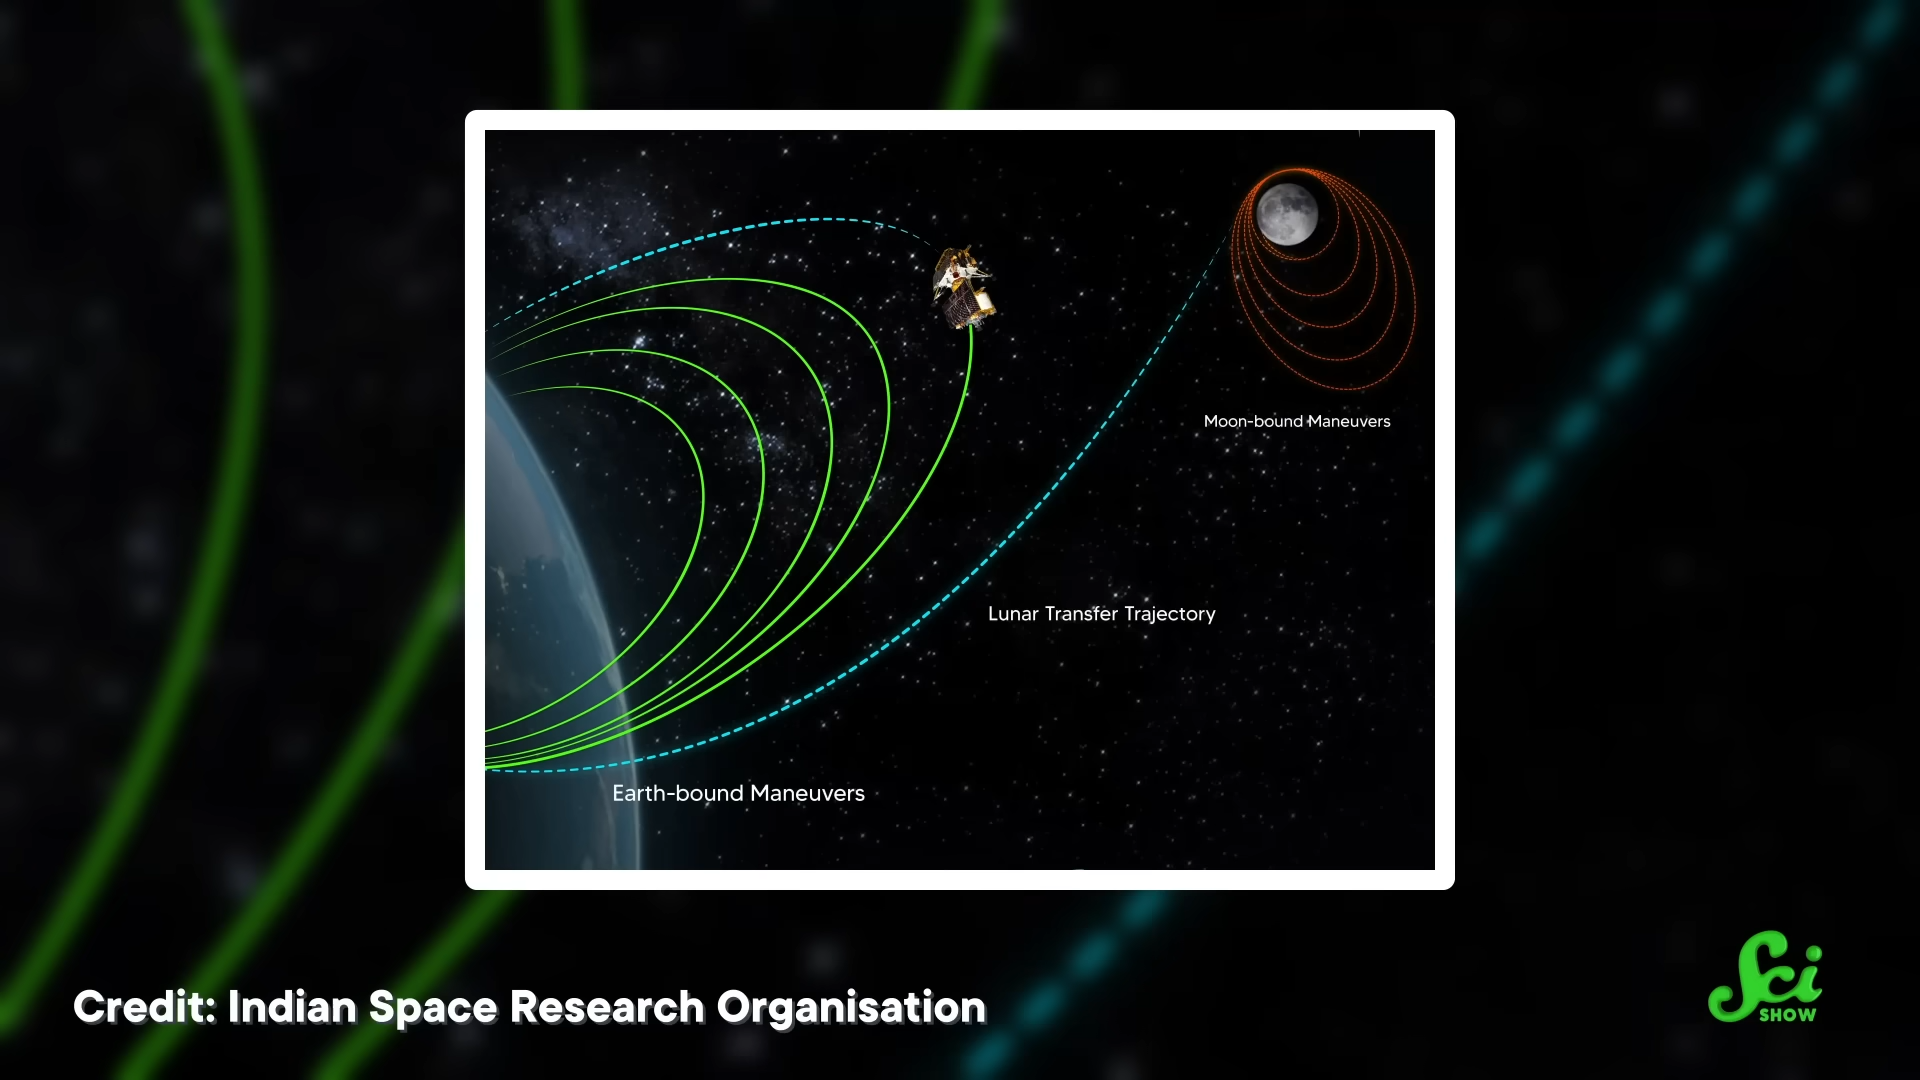 Moon-bound Maneuvers
Lunar Transfer Trajectory
Earth-bound Maneuvers
Credit: Indian Space Research Organisation
Sci
SHOW